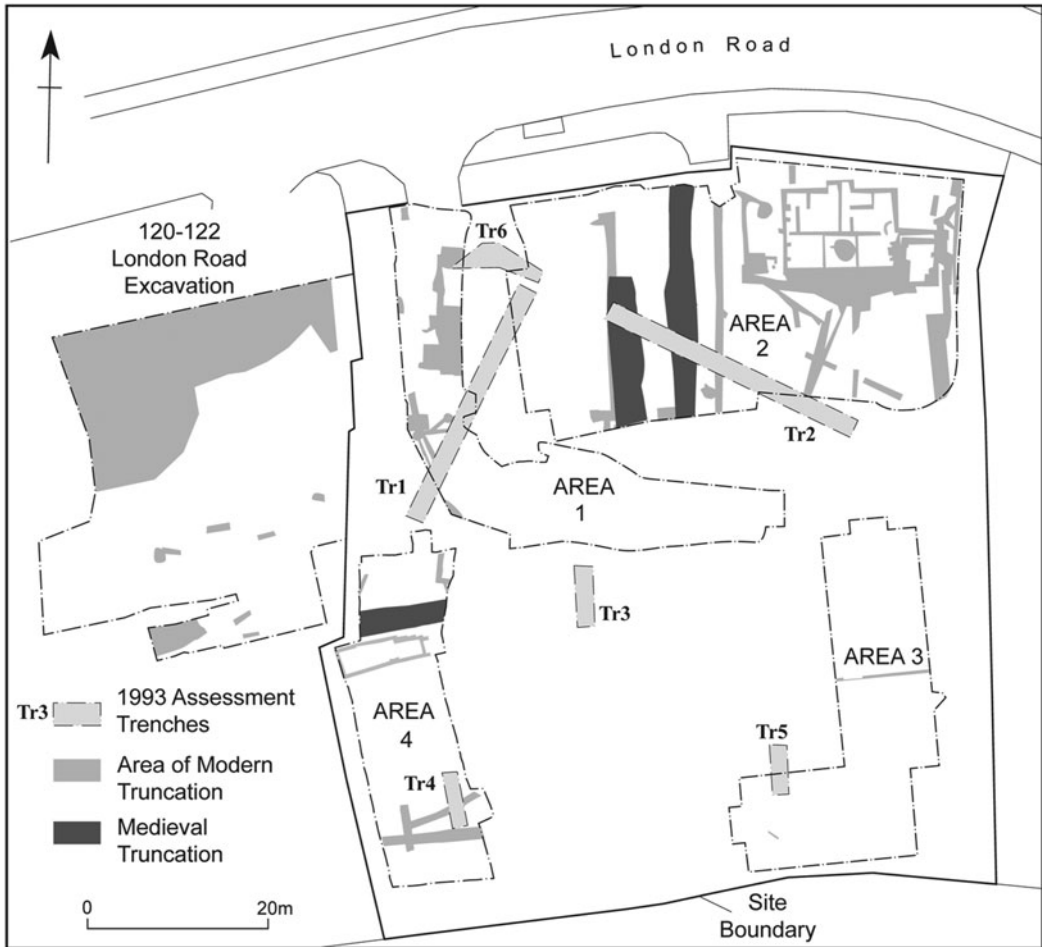 London Road
120-122
London Road
Excavation
Tr6
AREA
2
Tr2
Tr1
AREA
1
Tr3
AREA 3
AREA
4
Tr5
Tr4
Tr3
1993 Assessment
Trenches
Area of Modern
Truncation
Medieval
Truncation
0
20m
Site
Boundary